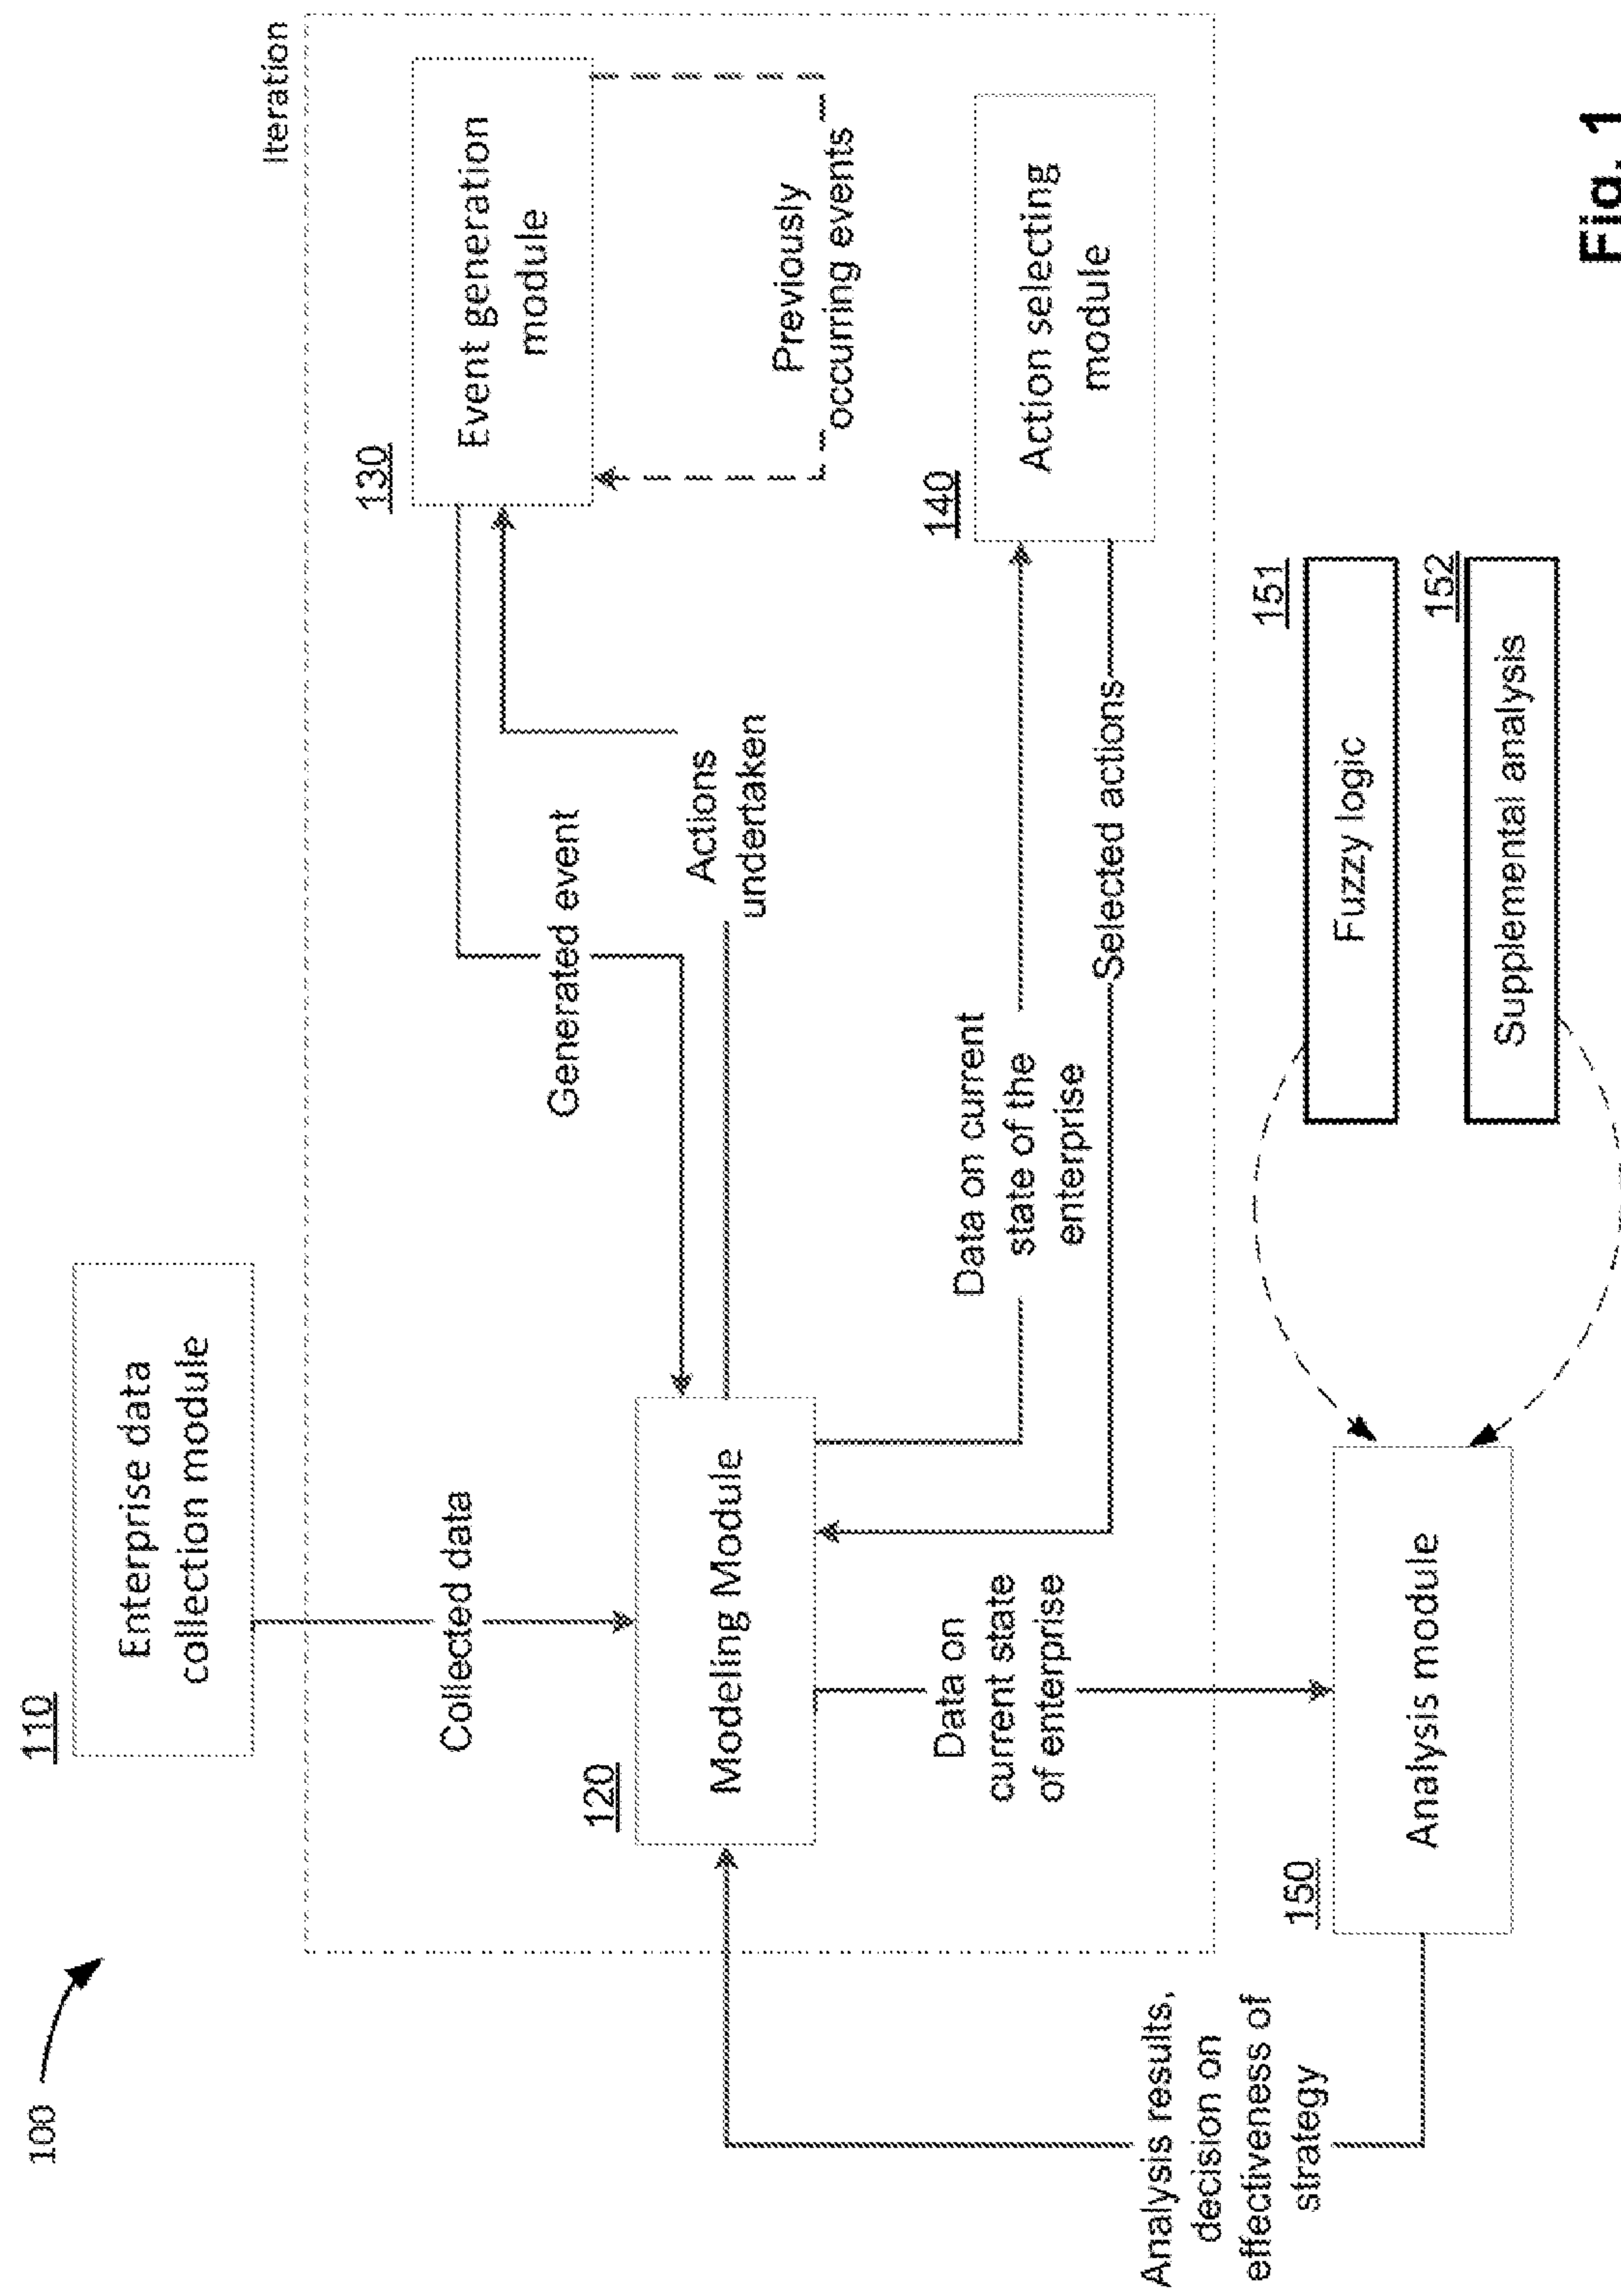 100
110
Enterprise data
collection module
Iteration
Collected data
130
Event generation
module
Generated event
Actions
undertaken
Previously
occurring events
120
Modeling Module
Data on current
state of the
enterprise
140
Action selecting
module
Selected actions
Data on
current state
of enterprise
Analysis results,
decision on
effectiveness of
strategy
150
Analysis module
151
Fuzzy logic
152
Supplemental analysis
Fig. 1